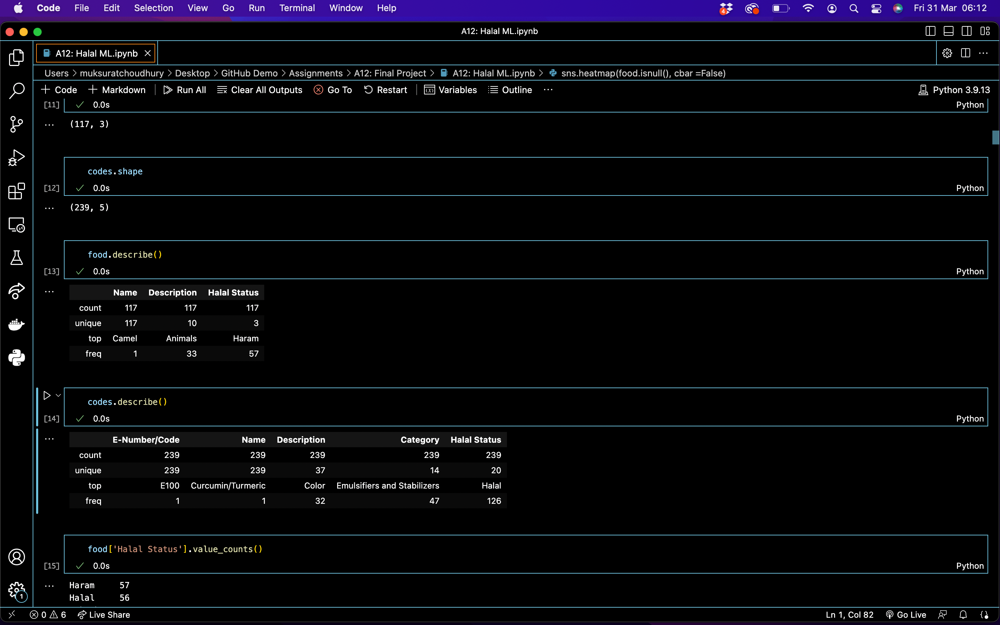 Code File Edit Selection View Go Run Terminal Window Help 4 Fri 31 Mar 06:12
A12: Halal ML.ipynb
A12: Halal ML.ipynb
Users > muksuratchoudhury > Desktop > GitHub Demo > Assignments > A12: Final Project > A12: Halal ML.ipynb > sns.heatmap(food.isnull(), cbar =False)
+ Code + Markdown Run All Clear All Outputs Go To Restart Variables Outline ... Python 3.9.13
[11] 0.0s Python
... (117, 3)
codes.shape
[12] 0.0s Python
... (239, 5)
food.describe()
[13] 0.0s Python
... Name Description Halal Status
count 117 117 117
unique 117 10 3
top Camel Animals Haram
freq 1 33 57
codes.describe()
[14] 0.0s Python
... E-Number/Code Name Description Category Halal Status
count 239 239 239 239 239
unique 239 239 37 14 20
top E100 Curcumin/Turmeric Color Emulsifiers and Stabilizers Halal
freq 1 1 32 47 126
food['Halal Status'].value_counts()
[15] 0.0s Python
... Haram 57
Halal 56
1
0 6 Live Share Ln 1, Col 82 Go Live